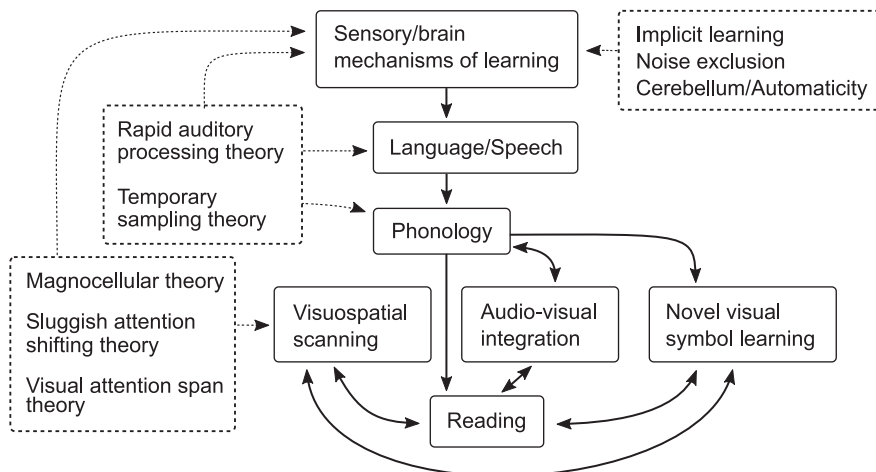 Sensory/brain
mechanisms of learning
Implicit learning
Noise exclusion
Cerebellum/Automaticity
Rapid auditory
processing theory
Temporary
sampling theory
Language/Speech
Phonology
Magnocellular theory
Sluggish attention
shifting theory
Visual attention span
theory
Visuospatial
scanning
Audio-visual
integration
Novel visual
symbol learning
Reading